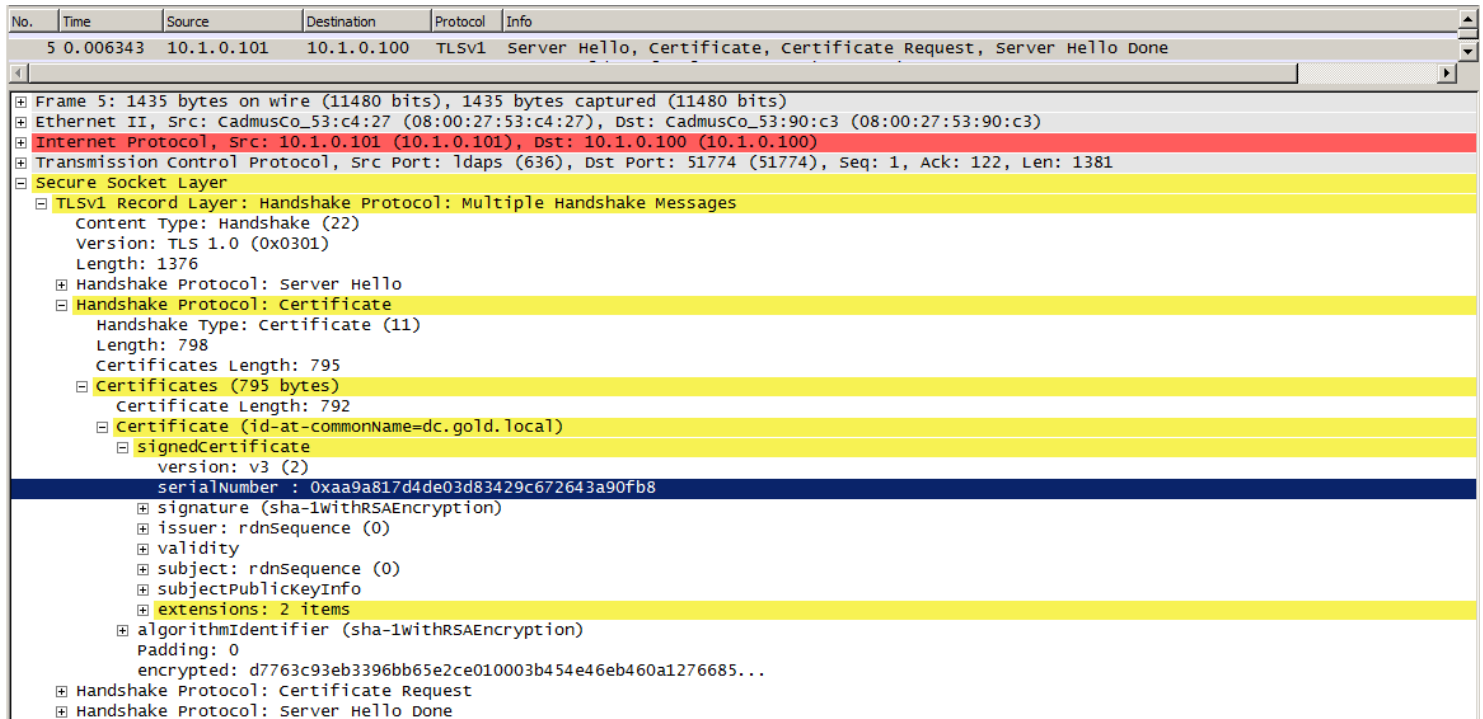 No. Time Source Destination Protocol Info
5 0.006343 10.1.0.101 10.1.0.100 TLSv1 Server Hello, Certificate, Certificate Request, Server Hello Done
Frame 5: 1435 bytes on wire (11480 bits), 1435 bytes captured (11480 bits)
Ethernet II, Src: CadmusCo_53:c4:27 (08:00:27:53:c4:27), Dst: CadmusCo_53:90:c3 (08:00:27:53:90:c3)
Internet Protocol, Src: 10.1.0.101 (10.1.0.101), Dst: 10.1.0.100 (10.1.0.100)
Transmission Control Protocol, Src Port: ldaps (636), Dst Port: 51774 (51774), Seq: 1, Ack: 122, Len: 1381
Secure Socket Layer
TLSv1 Record Layer: Handshake Protocol: Multiple Handshake Messages
Content Type: Handshake (22)
Version: TLS 1.0 (0x0301)
Length: 1376
Handshake Protocol: Server Hello
Handshake Protocol: Certificate
Handshake Type: Certificate (11)
Length: 798
Certificates Length: 795
Certificates (795 bytes)
Certificate Length: 792
Certificate (id-at-commonName=dc.gold.local)
signedCertificate
version: v3 (2)
serialNumber : 0xaa9a817d4de03d83429c672643a90fb8
signature (sha-1WithRSAEncryption)
issuer: rdnSequence (0)
validity
subject: rdnSequence (0)
subjectPublicKeyInfo
extensions: 2 items
algorithmIdentifier (sha-1WithRSAEncryption)
Padding: 0
encrypted: d7763c93eb3396bb65e2ce010003b454e46eb460a1276685...
Handshake Protocol: Certificate Request
Handshake Protocol: Server Hello Done